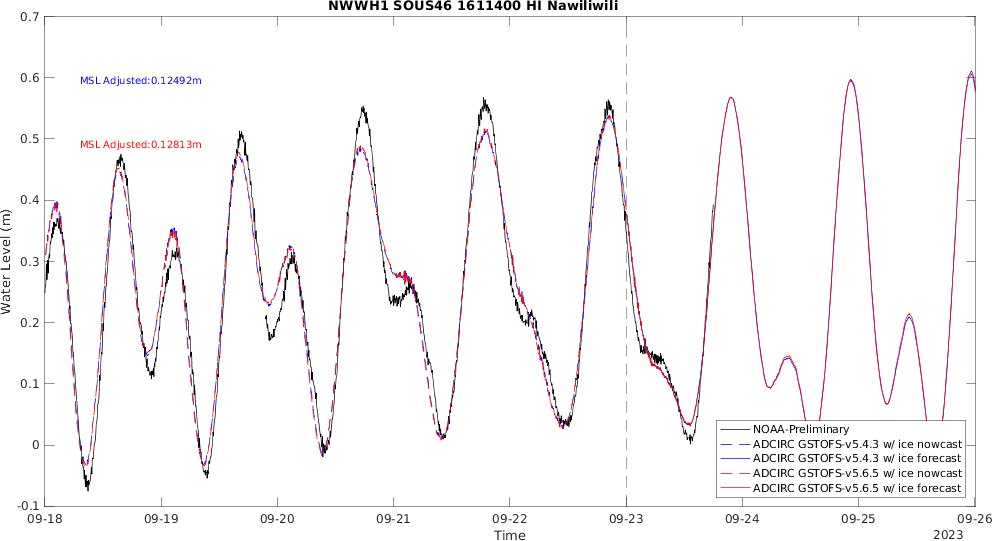 NWWH1 SOUS46 1611400 HI Nawiliwili
0.7
0.6
0.5
0.4
0.3
0.2
0.1
0
-0.1
Water Level (m)
MSL Adjusted:0.12492m
MSL Adjusted:0.12813m
NOAA-Preliminary
ADCIRC GSTOFS-v5.4.3 w/ ice nowcast
ADCIRC GSTOFS-v5.4.3 w/ ice forecast
ADCIRC GSTOFS-v5.6.5 w/ ice nowcast
ADCIRC GSTOFS-v5.6.5 w/ ice forecast
09-18 09-19 09-20 09-21 09-22 09-23 09-24 09-25 09-26
Time
2023